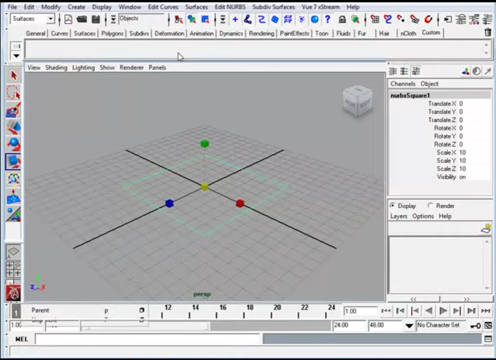 File Edit Modify Create Display Window Edit Curves Surfaces Edit NURBS Subdiv Surfaces Vue 7 xStream
Surfaces Objects
General Curves Surfaces Polygons Subdivs Deformation Animation Dynamics Rendering PaintEffects Toon Fluids Fur Hair nCloth Custom
View Shading Lighting Show Renderer Panels
Channels Object
nurbsSquare1
Translate X 0
Translate Y 0
Translate Z 0
Rotate X 0
Rotate Y 0
Rotate Z 0
Scale X 10
Scale Y 10
Scale Z 10
Visibility on
Display Render
Layers Options Help
persp
1 Parent p 12 14 16 18 20 22 24 1.00
1.00 24.00 48.00 No Character Set
MEL